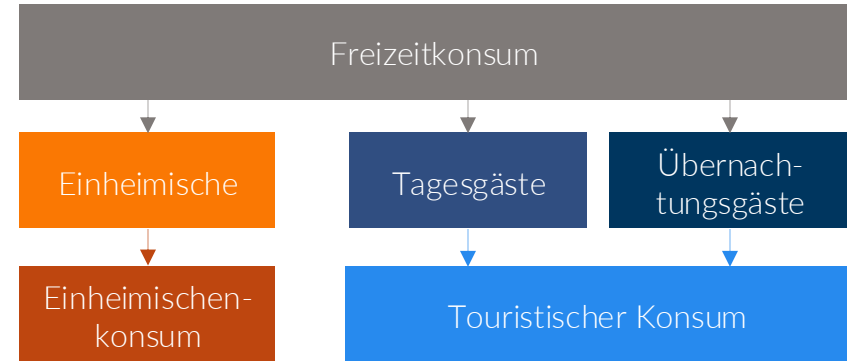 Freizeitkonsum
Einheimische
Tagesgäste
Übernach-
tungsgäste
Einheimischen-
konsum
Touristischer Konsum